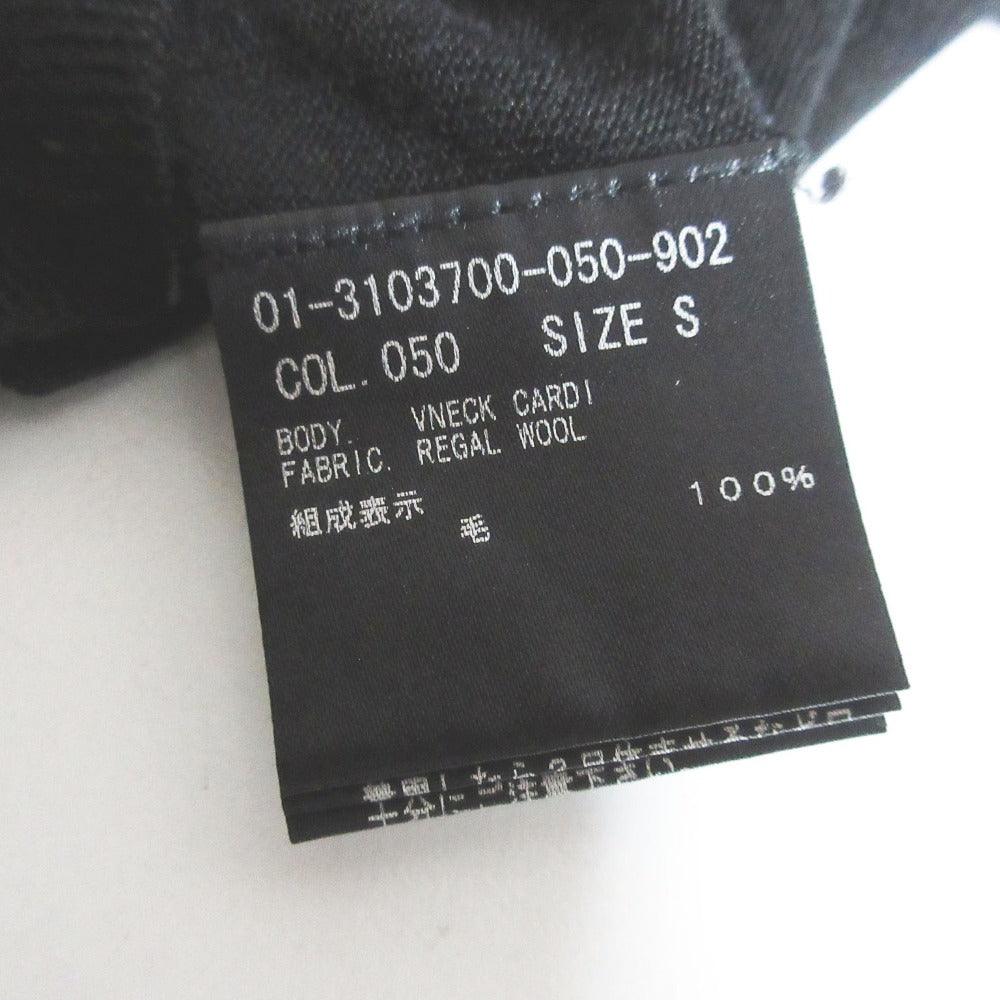 01-3103700-050-902
COL. 050 SIZE S
BODY. VNECK CARDI
FABRIC. REGAL WOOL
組成表示
毛 100%